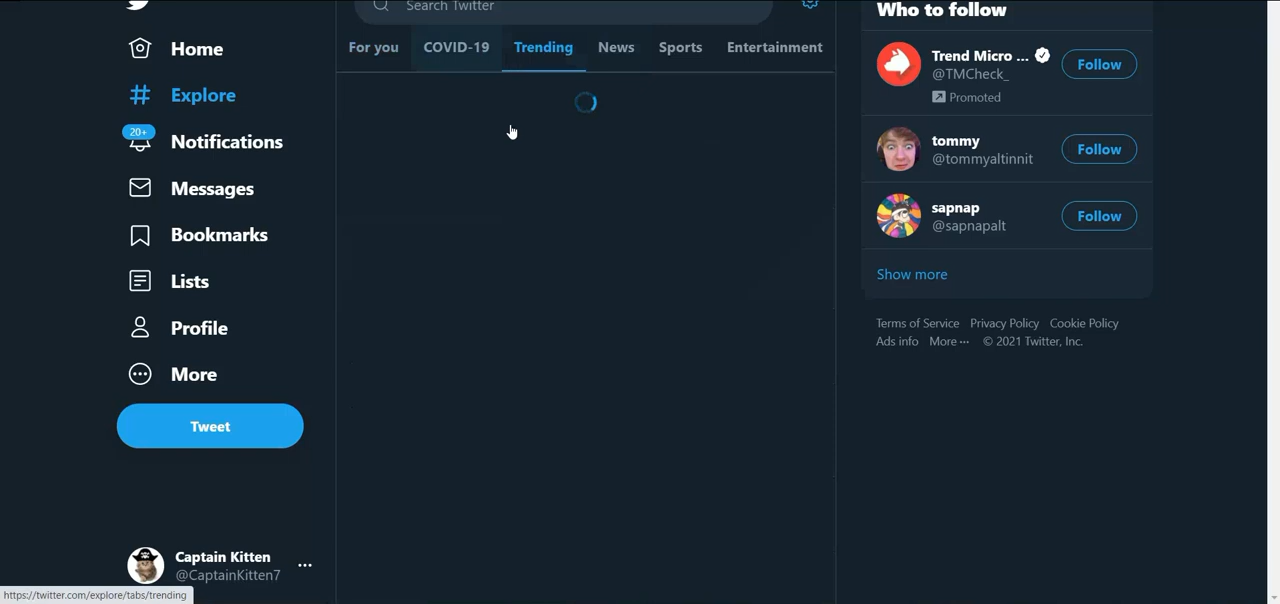 Search Twitter
For you
COVID-19
Trending
News
Sports
Entertainment
Home
Explore
20+
Notifications
Messages
Bookmarks
Lists
Profile
More
Tweet
Captain Kitten
@CaptainKitten7
Who to follow
Trend Micro ...
@TMCheck_
Promoted
Follow
tommy
@tommyaltinnit
Follow
sapnap
@sapnapalt
Follow
Show more
Terms of Service Privacy Policy Cookie Policy
Ads info More ··· © 2021 Twitter, Inc.
https://twitter.com/explore/tabs/trending